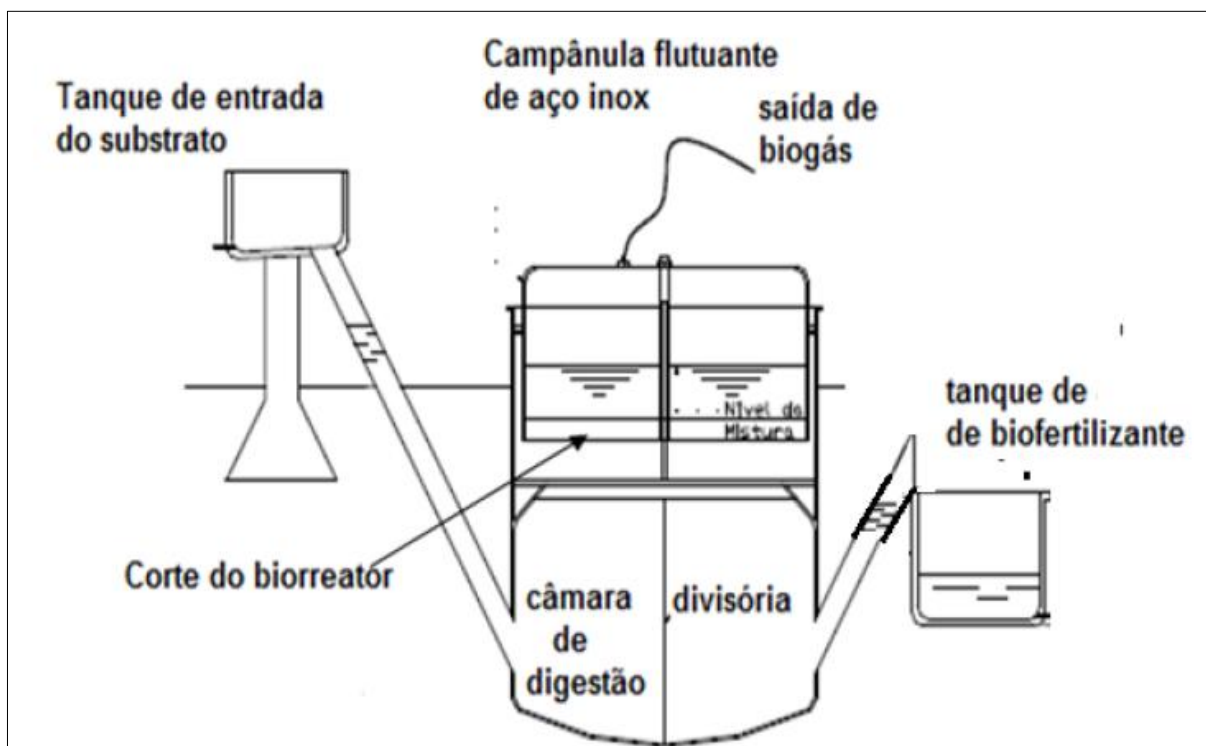 Campânula flutuante
de aço inox
Tanque de entrada
do substrato
saída de
biogás
Nível da
Mistura
tanque de
de biofertilizante
Corte do biorreatór
câmara
de
digestão
divisória